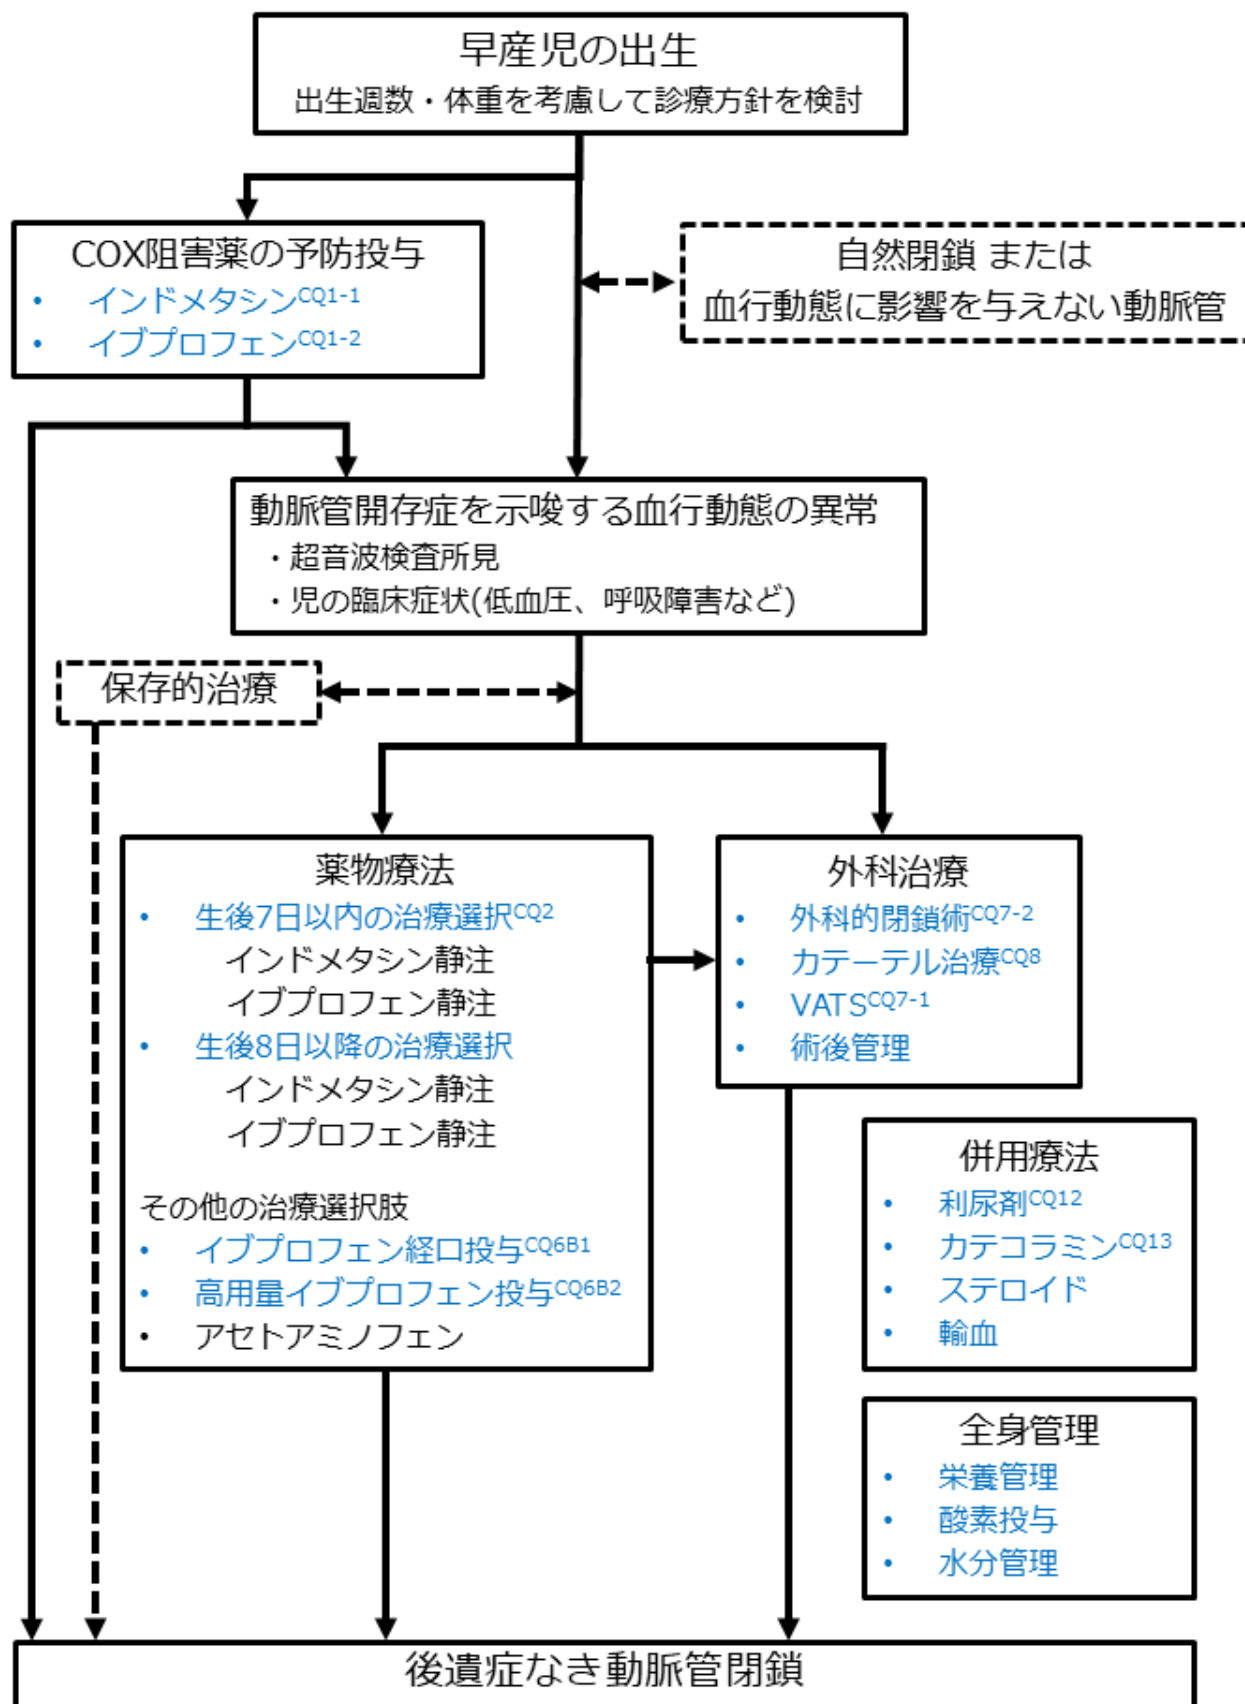 早産児の出生
出生週数・体重を考慮して診療方針を検討
COX阻害薬の予防投与
• インドメタシンCQ1-1
• イブプロフェンCQ1-2
自然閉鎖 または
血行動態に影響を与えない動脈管
動脈管開存症を示唆する血行動態の異常
・超音波検査所見
・児の臨床症状(低血圧、呼吸障害など)
保存的治療
薬物療法
• 生後7日以内の治療選択CQ2
インドメタシン静注
イブプロフェン静注
• 生後8日以降の治療選択
インドメタシン静注
イブプロフェン静注
その他の治療選択肢
• イブプロフェン経口投与CQ6B1
• 高用量イブプロフェン投与CQ6B2
• アセトアミノフェン
外科治療
• 外科的閉鎖術CQ7-2
• カテーテル治療CQ8
• VATSCQ7-1
• 術後管理
併用療法
• 利尿剤CQ12
• カテコラミンCQ13
• ステロイド
• 輸血
全身管理
• 栄養管理
• 酸素投与
• 水分管理
後遺症なき動脈管閉鎖